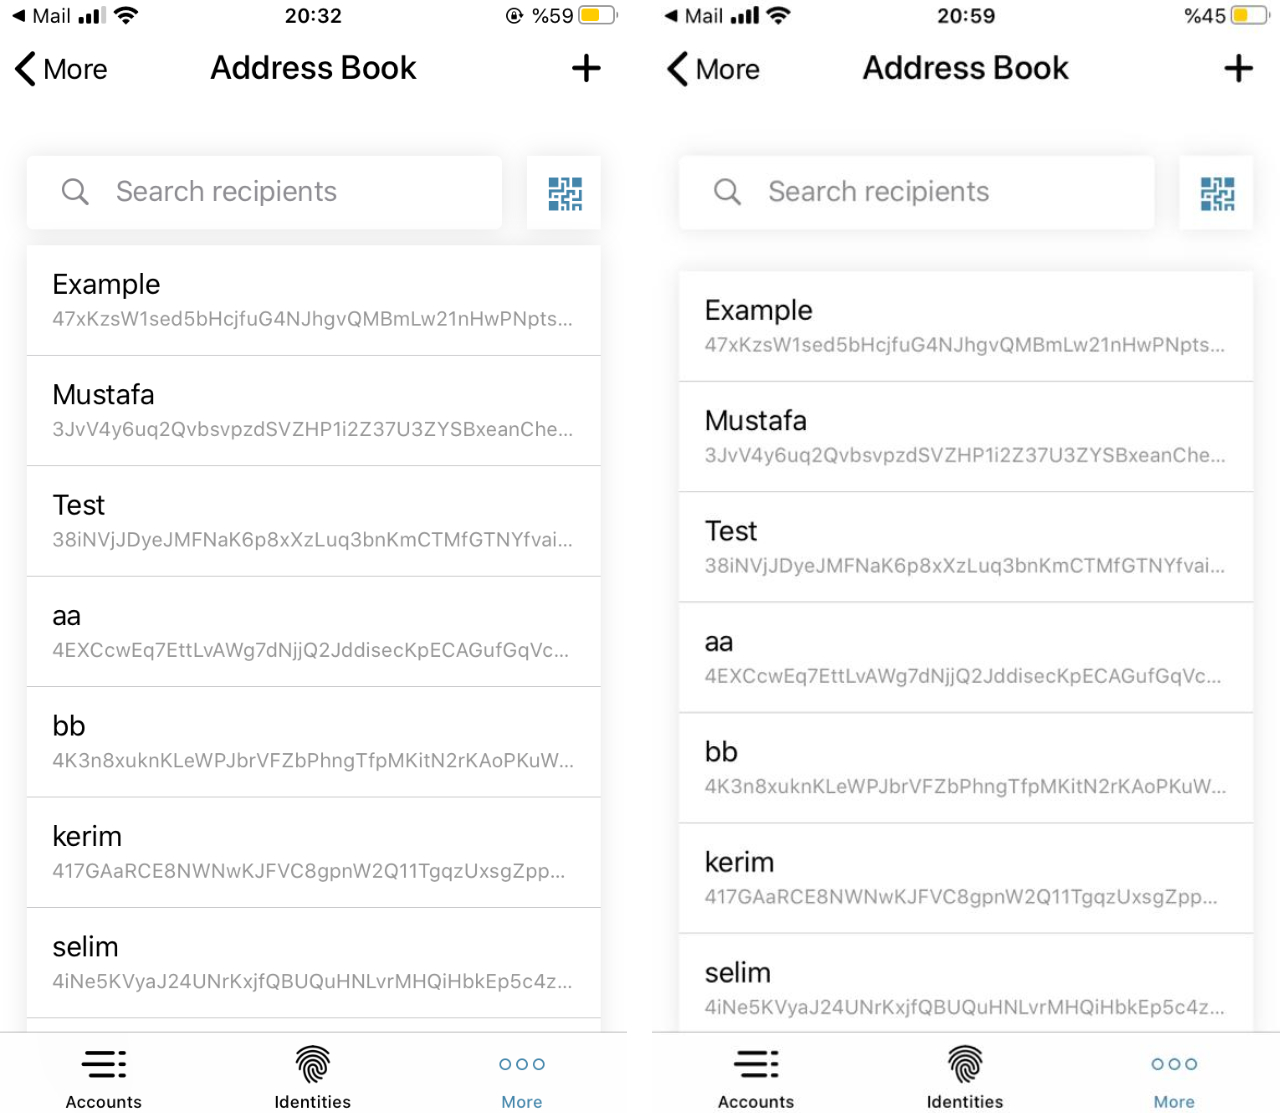 Mail 20:32 %59
More Address Book
Search recipients
Example
47xKzsW1sed5bHcjfuG4NJhgvQMBmLw21nHwPNpts...
Mustafa
3JvV4y6uq2QvbsvpzdSVZHP1i2Z37U3ZYSBxeanChe...
Test
38iNVjJDyeJMFNaK6p8xXzLuq3bnKmCTMfGTNYfvai...
aa
4EXCcwEq7EttLvAWg7dNjjQ2JddisecKpECAGufGqVc...
bb
4K3n8xuknKLeWPJbrVFZbPhngTfpMKitN2rKAoPKuW...
kerim
417GAaRCE8NWNwKJFVC8gpnW2Q11TgqzUxsgZpp...
selim
4iNe5KVyaJ24UNrKxjfQBUQuHNLvrMHQiHbkEp5c4z...
Accounts Identities More
Mail 20:59 %45
More Address Book
Search recipients
Example
47xKzsW1sed5bHcjfuG4NJhgvQMBmLw21nHwPNpts...
Mustafa
3JvV4y6uq2QvbsvpzdSVZHP1i2Z37U3ZYSBxeanChe...
Test
38iNVjJDyeJMFNaK6p8xXzLuq3bnKmCTMfGTNYfvai...
aa
4EXCcwEq7EttLvAWg7dNjjQ2JddisecKpECAGufGqVc...
bb
4K3n8xuknKLeWPJbrVFZbPhngTfpMKitN2rKAoPKuW...
kerim
417GAaRCE8NWNwKJFVC8gpnW2Q11TgqzUxsgZpp...
selim
4iNe5KVyaJ24UNrKxjfQBUQuHNLvrMHQiHbkEp5c4z...
Accounts Identities More